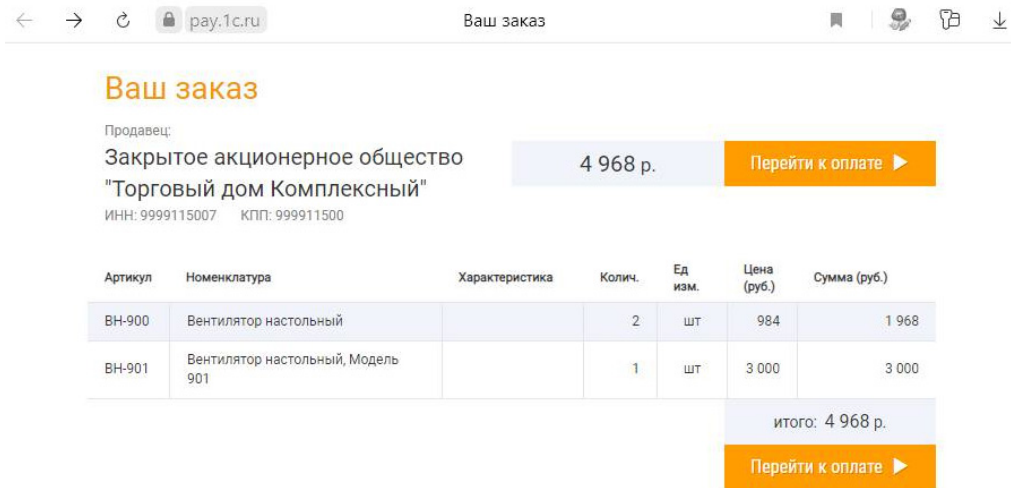 pay.1c.ru Ваш заказ
Ваш заказ
Продавец:
Закрытое акционерное общество
"Торговый дом Комплексный"
ИНН: 9999115007 КПП: 999911500
4 968 р.
Перейти к оплате
Артикул Номенклатура Характеристика Колич. Ед изм. Цена (руб.) Сумма (руб.)
ВН-900 Вентилятор настольный 2 шт 984 1 968
ВН-901 Вентилятор настольный, Модель
901 1 шт 3 000 3 000
итого: 4 968 р.
Перейти к оплате